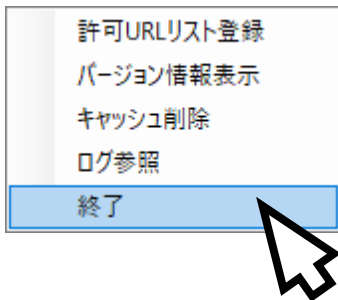 許可URLリスト登録
バージョン情報表示
キャッシュ削除
ログ参照
終了